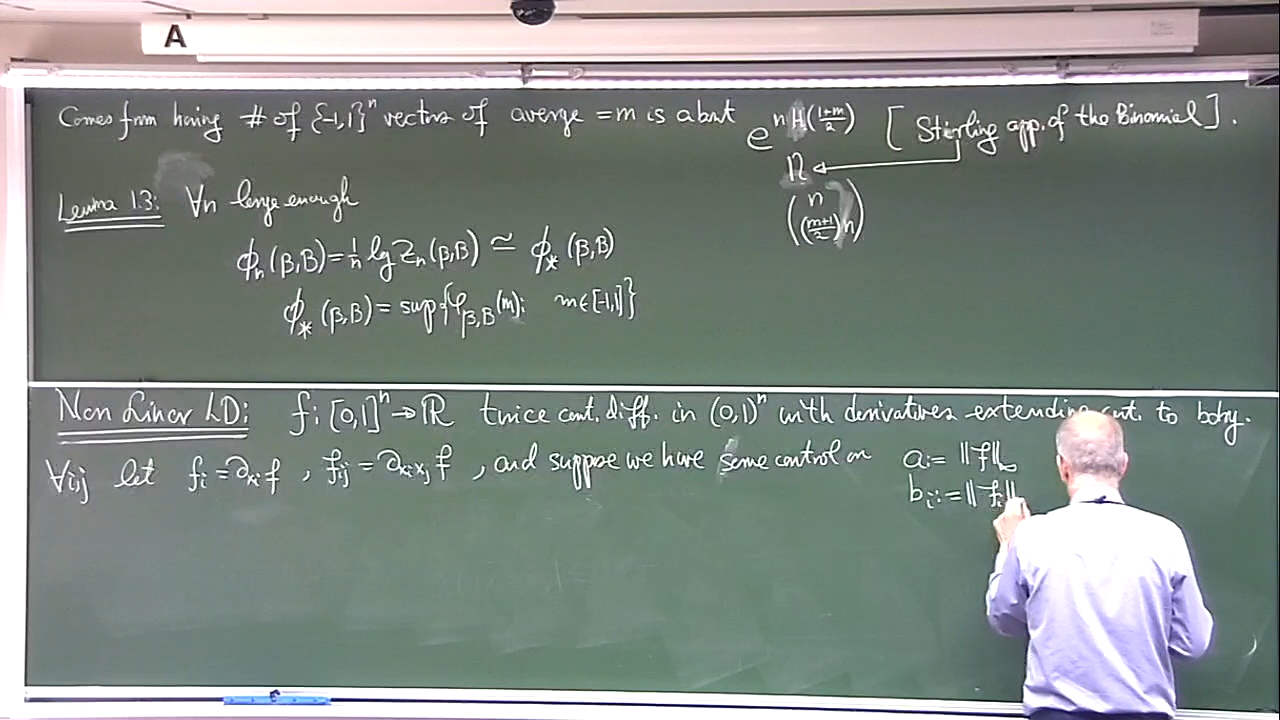 A
Comes from having # of {-1,1}^n vectors of average = m is about e^{nH((1+m)/2)} [Stirling app. of the Binomial].
(n ((m+1)/2)n)
Lemma 1.3: ∀n large enough
ϕ_n(β,B) = 1/n log Z_n(β,B) ≃ ϕ_*(β,B)
ϕ_*(β,B) = sup{φ_{β,B}(m): m∈[-1,1]}
Non Linear LD: f: [0,1]^n → ℝ twice cont. diff. in (0,1)^n with derivatives extending cont. to bdry.
∀i,j let f_i = ∂_{x_i} f, f_{ij} = ∂_{x_i x_j} f, and suppose we have some control on a := ‖f‖_∞
b_i := ‖f_i‖